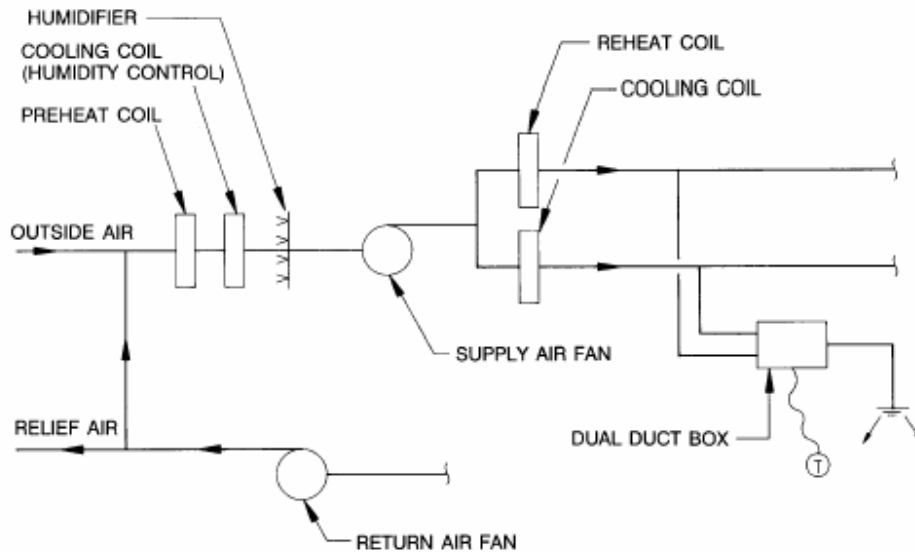 HUMIDIFIER
COOLING COIL
(HUMIDITY CONTROL)
PREHEAT COIL
REHEAT COIL
COOLING COIL
OUTSIDE AIR
SUPPLY AIR FAN
RELIEF AIR
DUAL DUCT BOX
T
RETURN AIR FAN